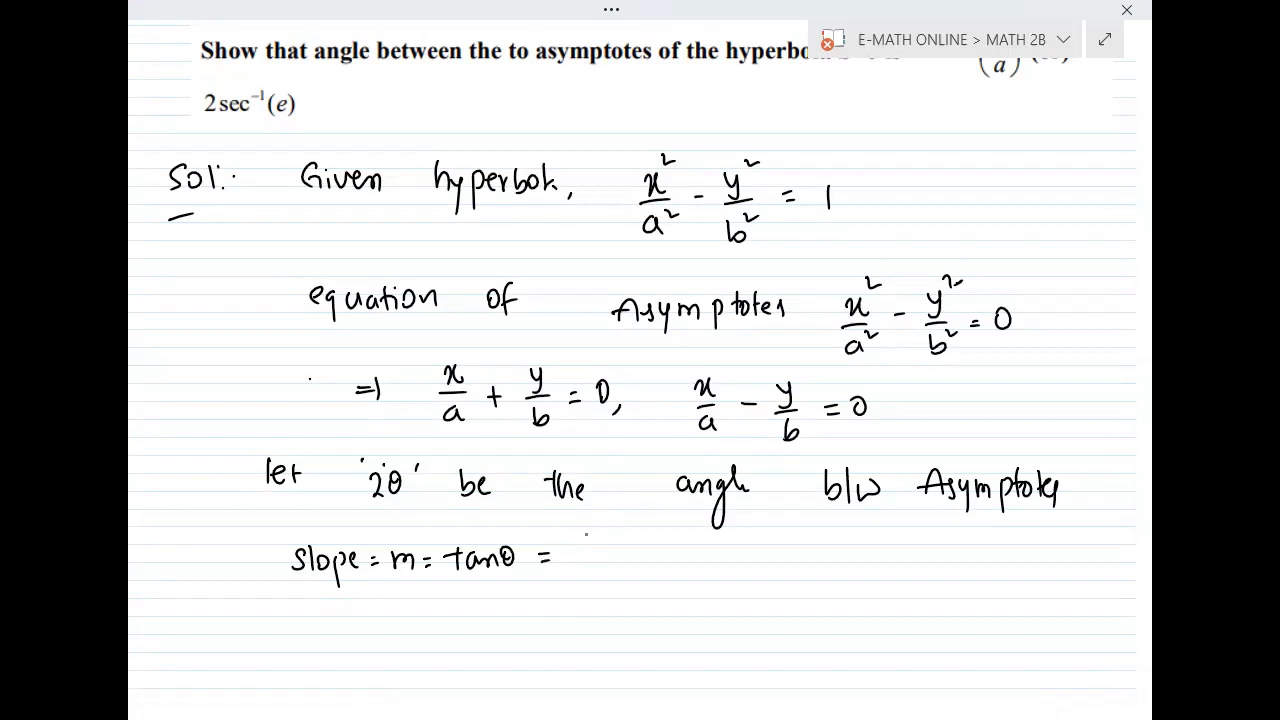 E-MATH ONLINE > MATH 2B
Show that angle between the to asymptotes of the
2sec⁻¹(e)
Sol:. Given hyperbola, x²/a² - y²/b² = 1
equation of Asymptotes x²/a² - y²/b² = 0
⇒ x/a + y/b = 0, x/a - y/b = 0
let '2θ' be the angle b/w Asymptotes
Slope = m = tanθ =